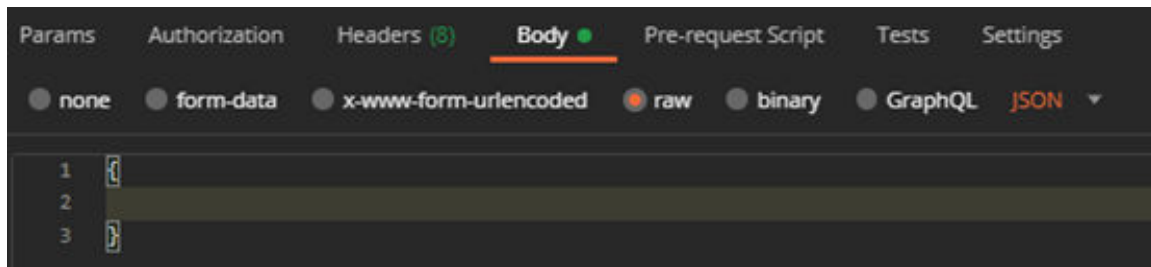 Params Authorization Headers (8) Body Pre-request Script Tests Settings
none form-data x-www-form-urlencoded raw binary GraphQL JSON
1 {
2
3 }